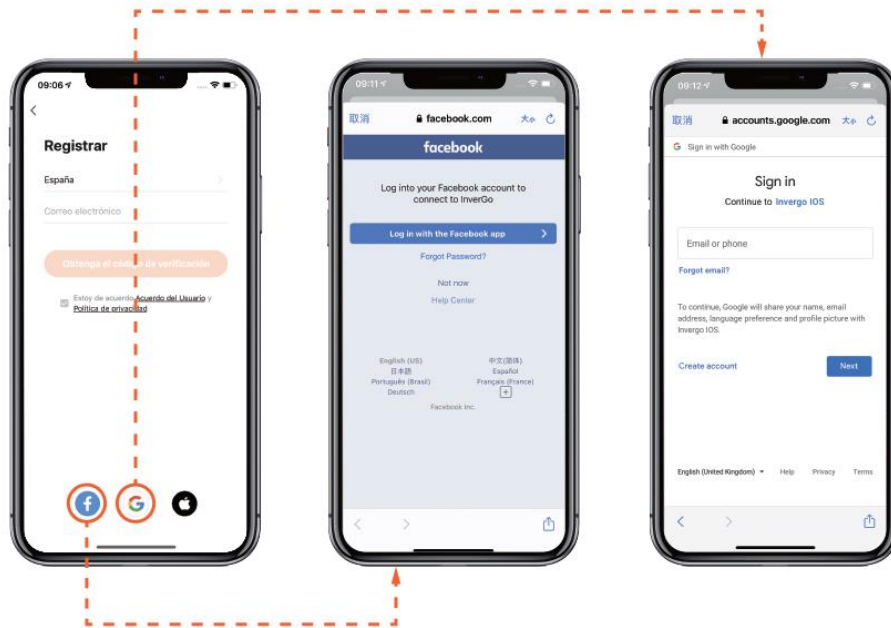 09:06
Registrar
España
Correo electrónico
Obtenga el código de verificación
Estoy de acuerdo Acuerdo del Usuario y
Política de privacidad
09:11
取消
facebook.com
大小
facebook
Log into your Facebook account to
connect to InverGo
Log in with the Facebook app
Forgot Password?
Not now
Help Center
English (US)
中文(简体)
日本語
Español
Português (Brasil)
Français (France)
Deutsch
Facebook Inc.
09:12
取消
accounts.google.com
大小
Sign in with Google
Sign in
Continue to Invergo IOS
Email or phone
Forgot email?
To continue, Google will share your name, email
address, language preference and profile picture with
Invergo IOS.
Create account
Next
English (United Kingdom)
Help
Privacy
Terms